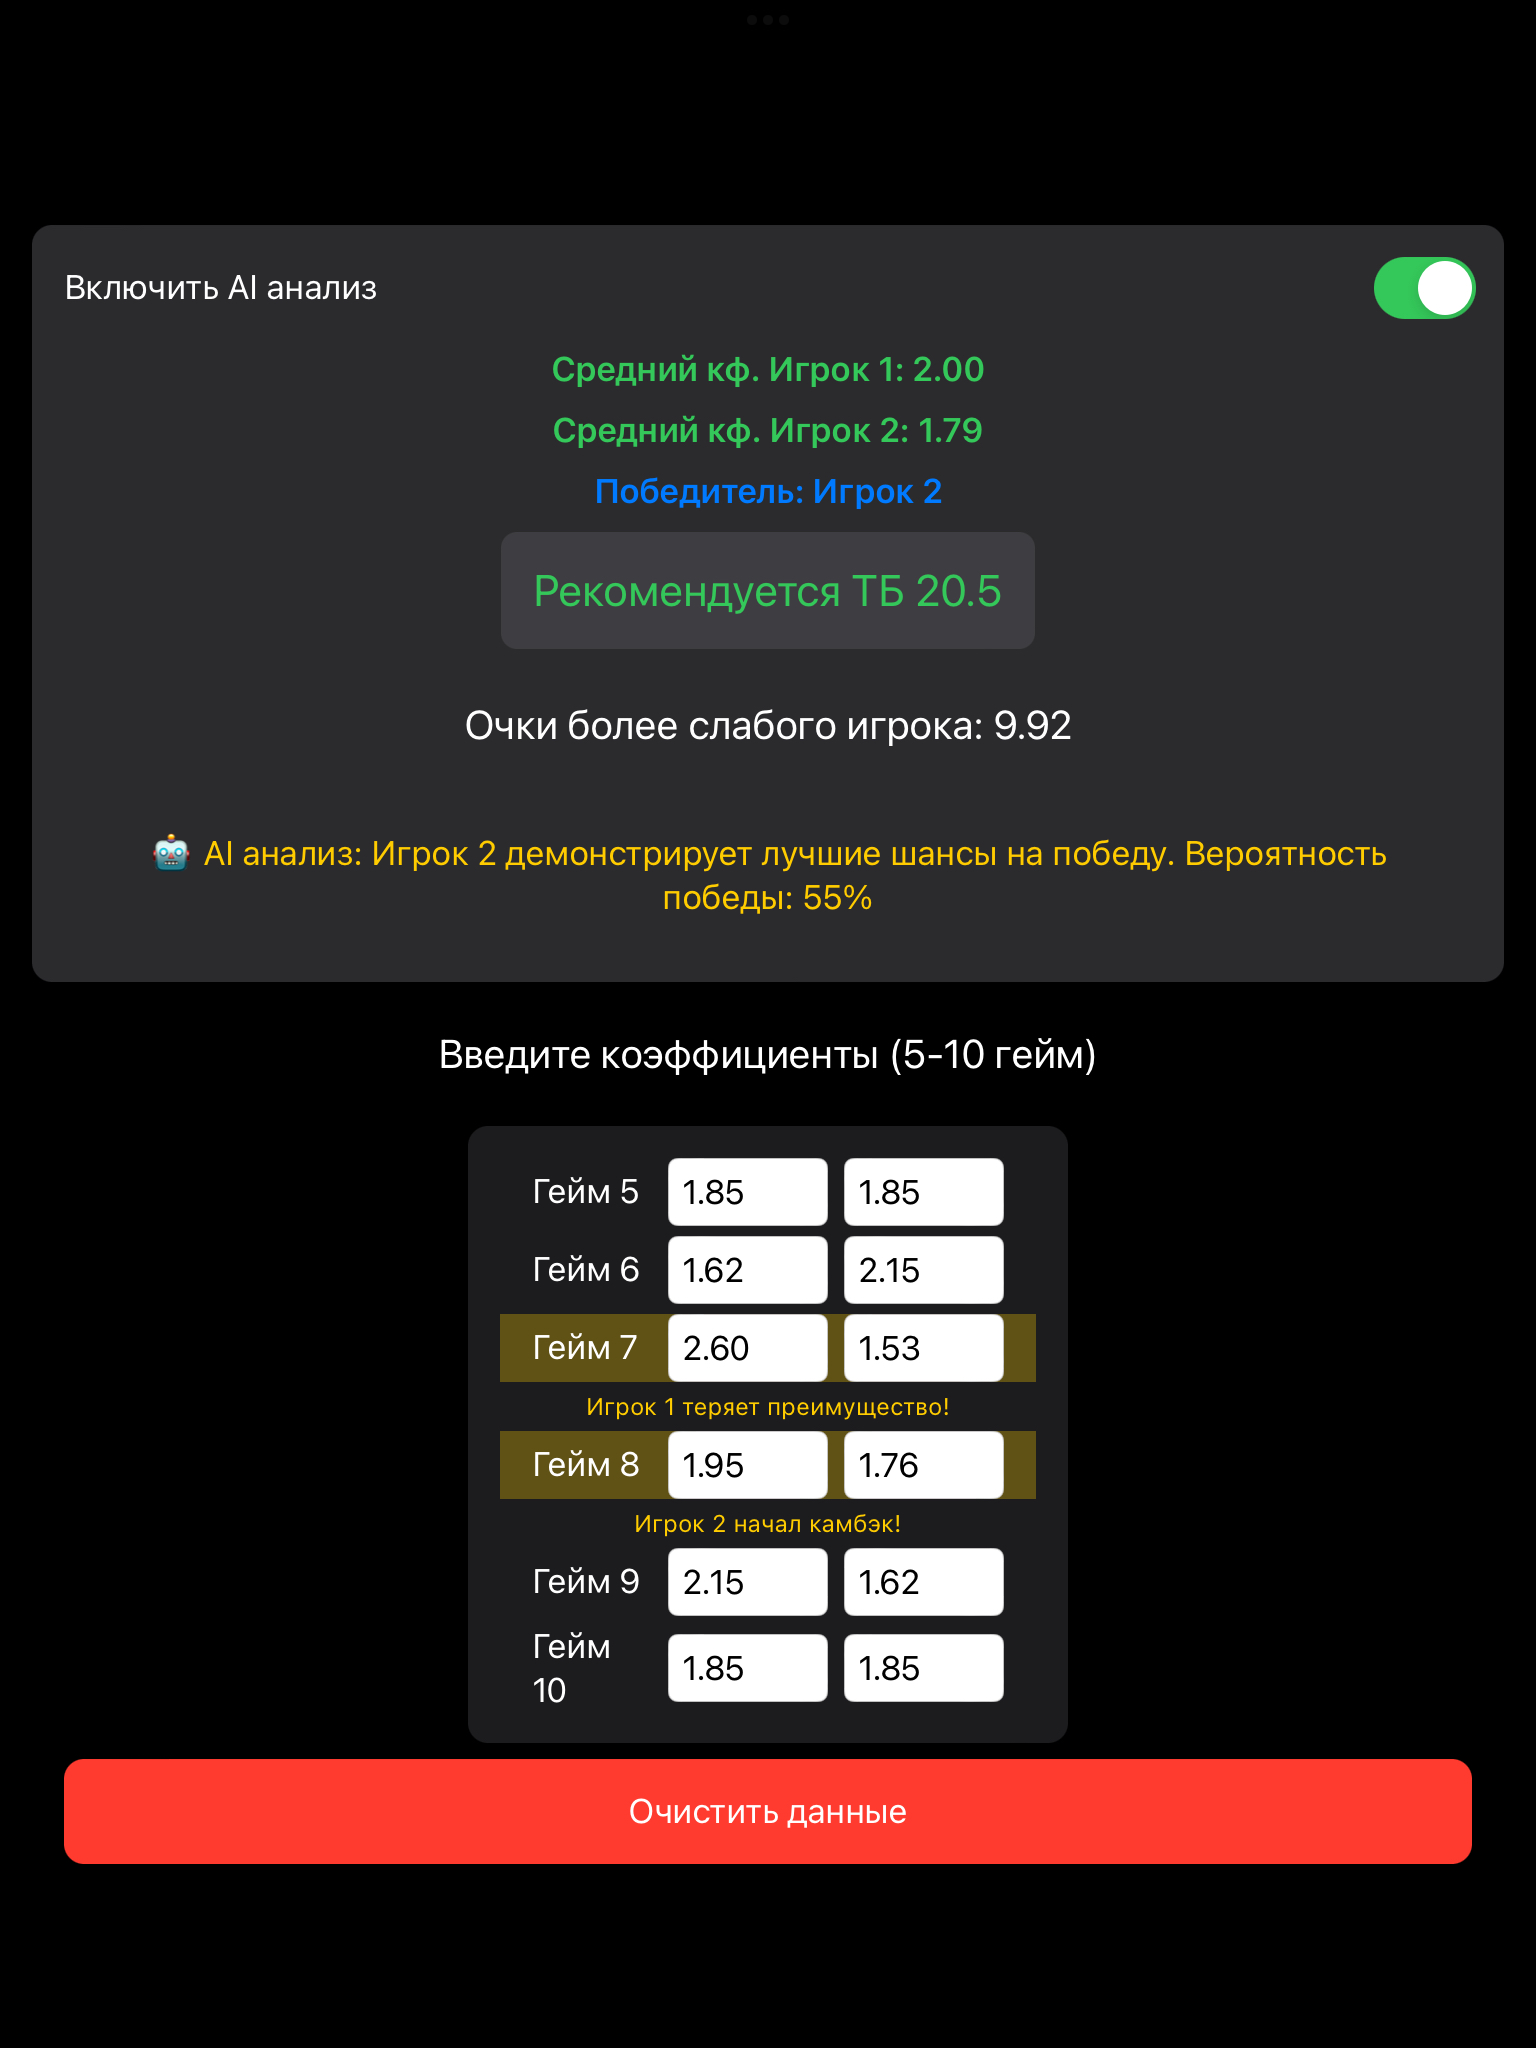 Включить AI анализ
Средний кф. Игрок 1: 2.00
Средний кф. Игрок 2: 1.79
Победитель: Игрок 2
Рекомендуется ТБ 20.5
Очки более слабого игрока: 9.92
🤖 AI анализ: Игрок 2 демонстрирует лучшие шансы на победу. Вероятность
победы: 55%
Введите коэффициенты (5-10 гейм)
Гейм 5 1.85 1.85
Гейм 6 1.62 2.15
Гейм 7 2.60 1.53
Игрок 1 теряет преимущество!
Гейм 8 1.95 1.76
Игрок 2 начал камбэк!
Гейм 9 2.15 1.62
Гейм
10 1.85 1.85
Очистить данные